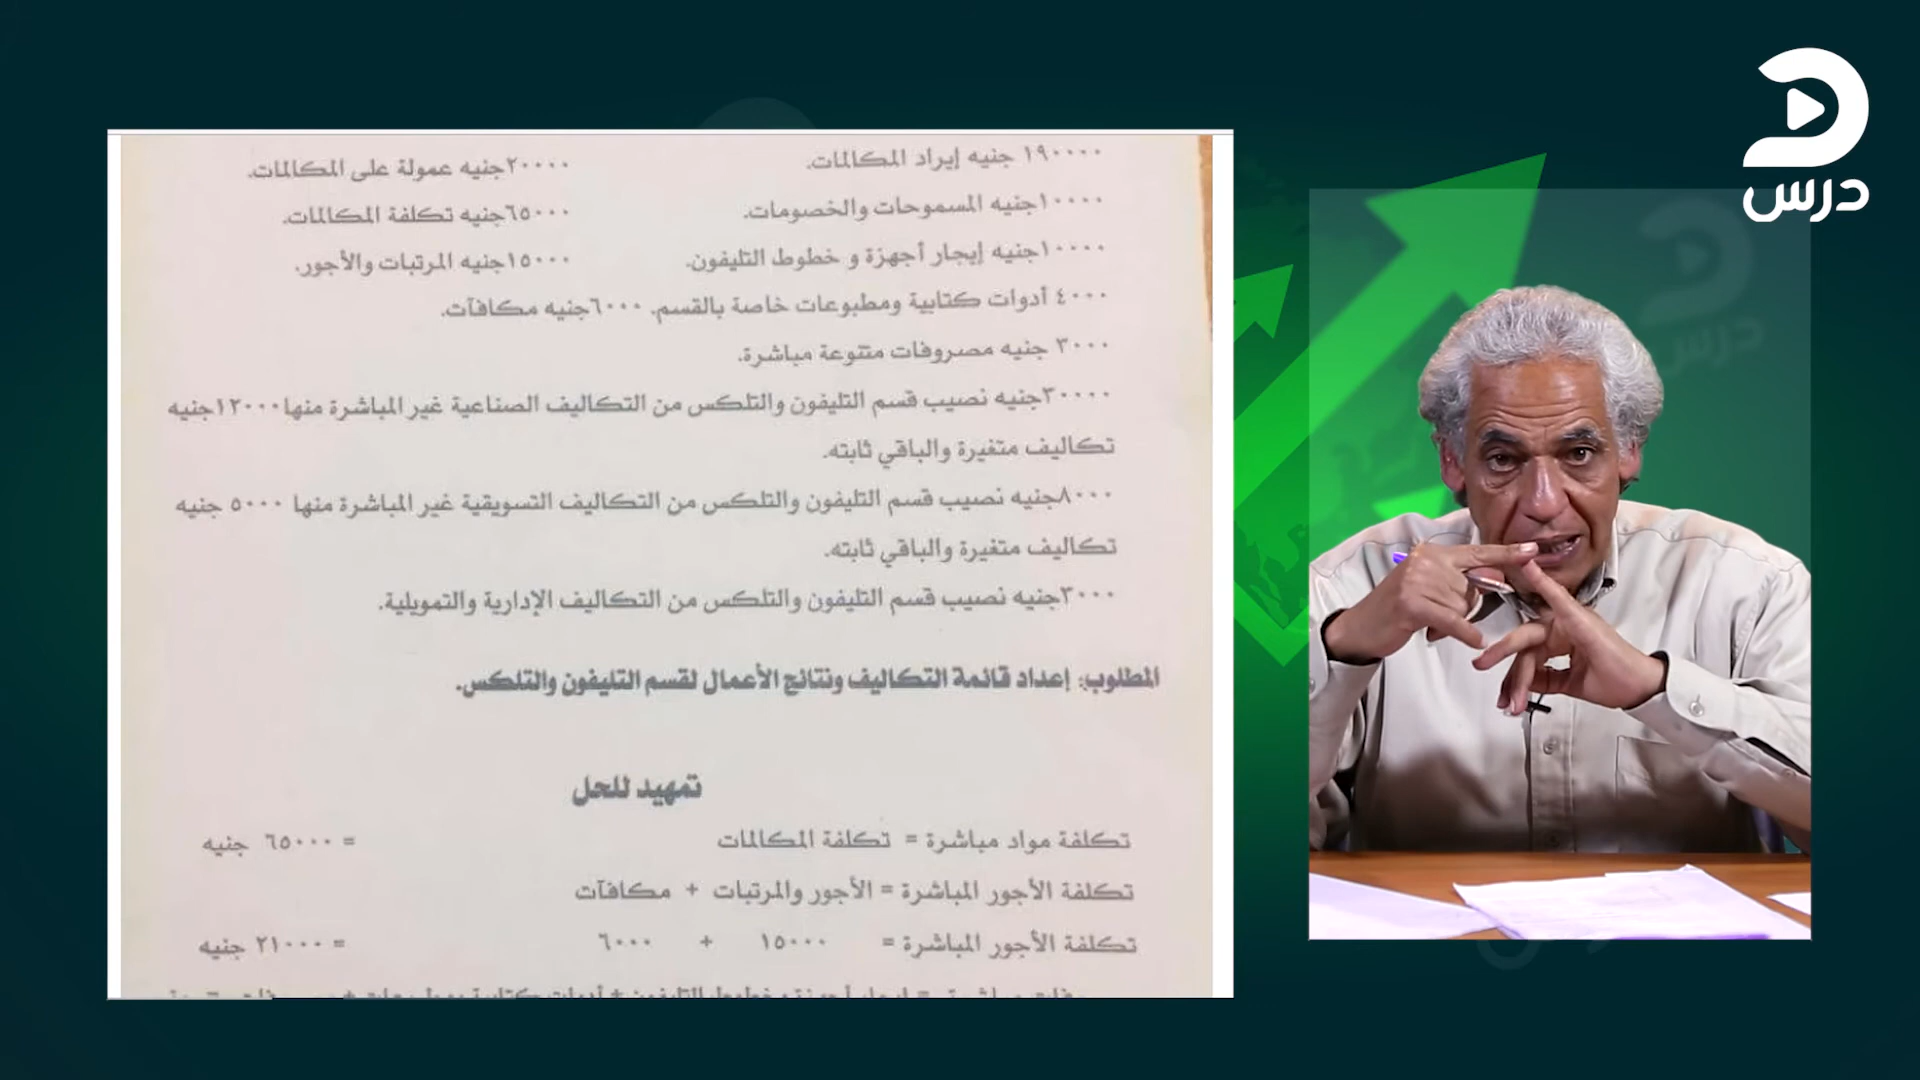 درس
١٩٠٠٠٠ جنيه إيراد المكالمات. ٢٠٠٠٠جنيه عمولة على المكالمات.
١٠٠٠٠جنيه المسموحات والخصومات. ٦٥٠٠٠جنيه تكلفة المكالمات.
١٠٠٠٠جنيه إيجار أجهزة و خطوط التليفون. ١٥٠٠٠جنيه المرتبات والأجور.
٤٠٠٠ أدوات كتابية ومطبوعات خاصة بالقسم. ٦٠٠٠جنيه مكافآت.
٣٠٠٠ جنيه مصروفات متنوعة مباشرة.
٣٠٠٠٠جنيه نصيب قسم التليفون والتلكس من التكاليف الصناعية غير المباشرة منها ١٢٠٠٠جنيه
تكاليف متغيرة والباقي ثابته.
٨٠٠٠جنيه نصيب قسم التليفون والتلكس من التكاليف التسويقية غير المباشرة منها ٥٠٠٠ جنيه
تكاليف متغيرة والباقي ثابته.
٣٠٠٠جنيه نصيب قسم التليفون والتلكس من التكاليف الإدارية والتمويلية.
المطلوب: إعداد قائمة التكاليف ونتائج الأعمال لقسم التليفون والتلكس.
تمهيد للحل
تكلفة مواد مباشرة = تكلفة المكالمات = ٦٥٠٠٠ جنيه
تكلفة الأجور المباشرة = الأجور والمرتبات + مكافآت
تكلفة الأجور المباشرة = ١٥٠٠٠ + ٦٠٠٠ = ٢١٠٠٠ جنيه